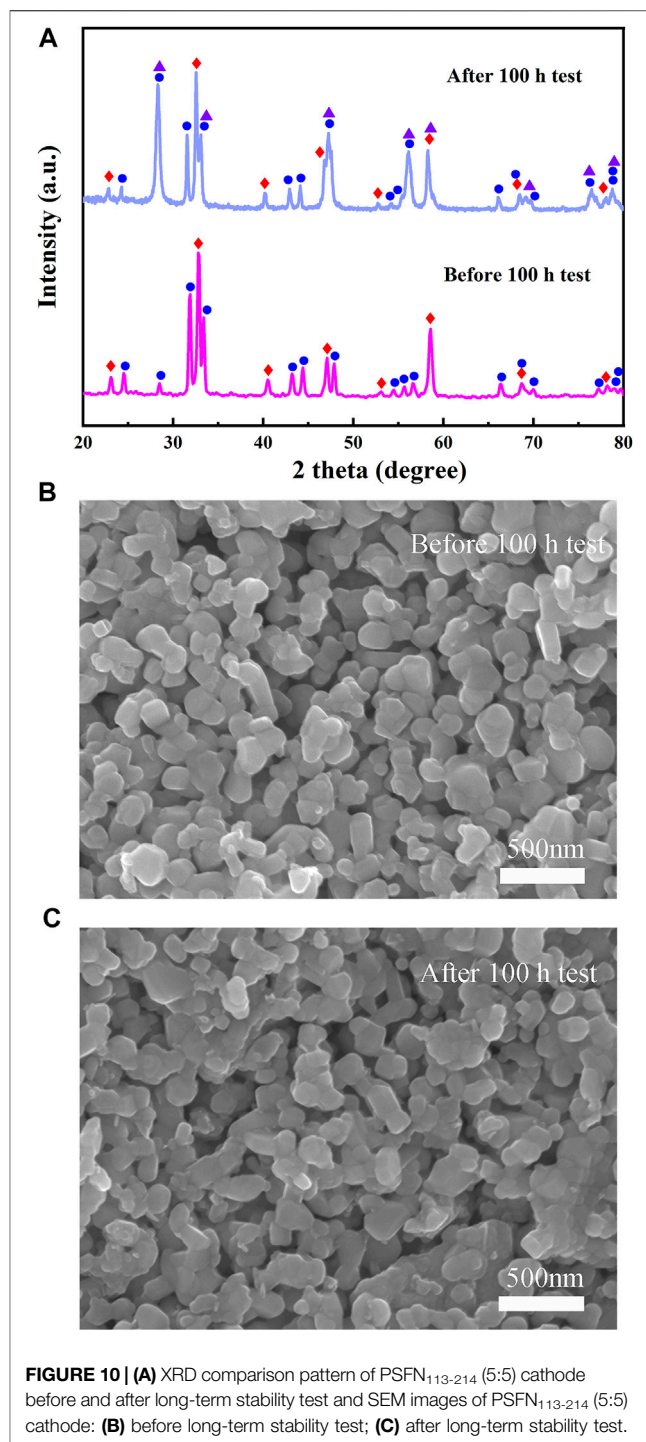 A
After 100 h test
Before 100 h test
Intensity (a.u.)
20 30 40 50 60 70 80
2 theta (degree)
B
Before 100 h test
500nm
C
After 100 h test
500nm
FIGURE 10 | (A) XRD comparison pattern of PSFN₁₁₃₋₂₁₄ (5:5) cathode
before and after long-term stability test and SEM images of PSFN₁₁₃₋₂₁₄ (5:5)
cathode: (B) before long-term stability test; (C) after long-term stability test.